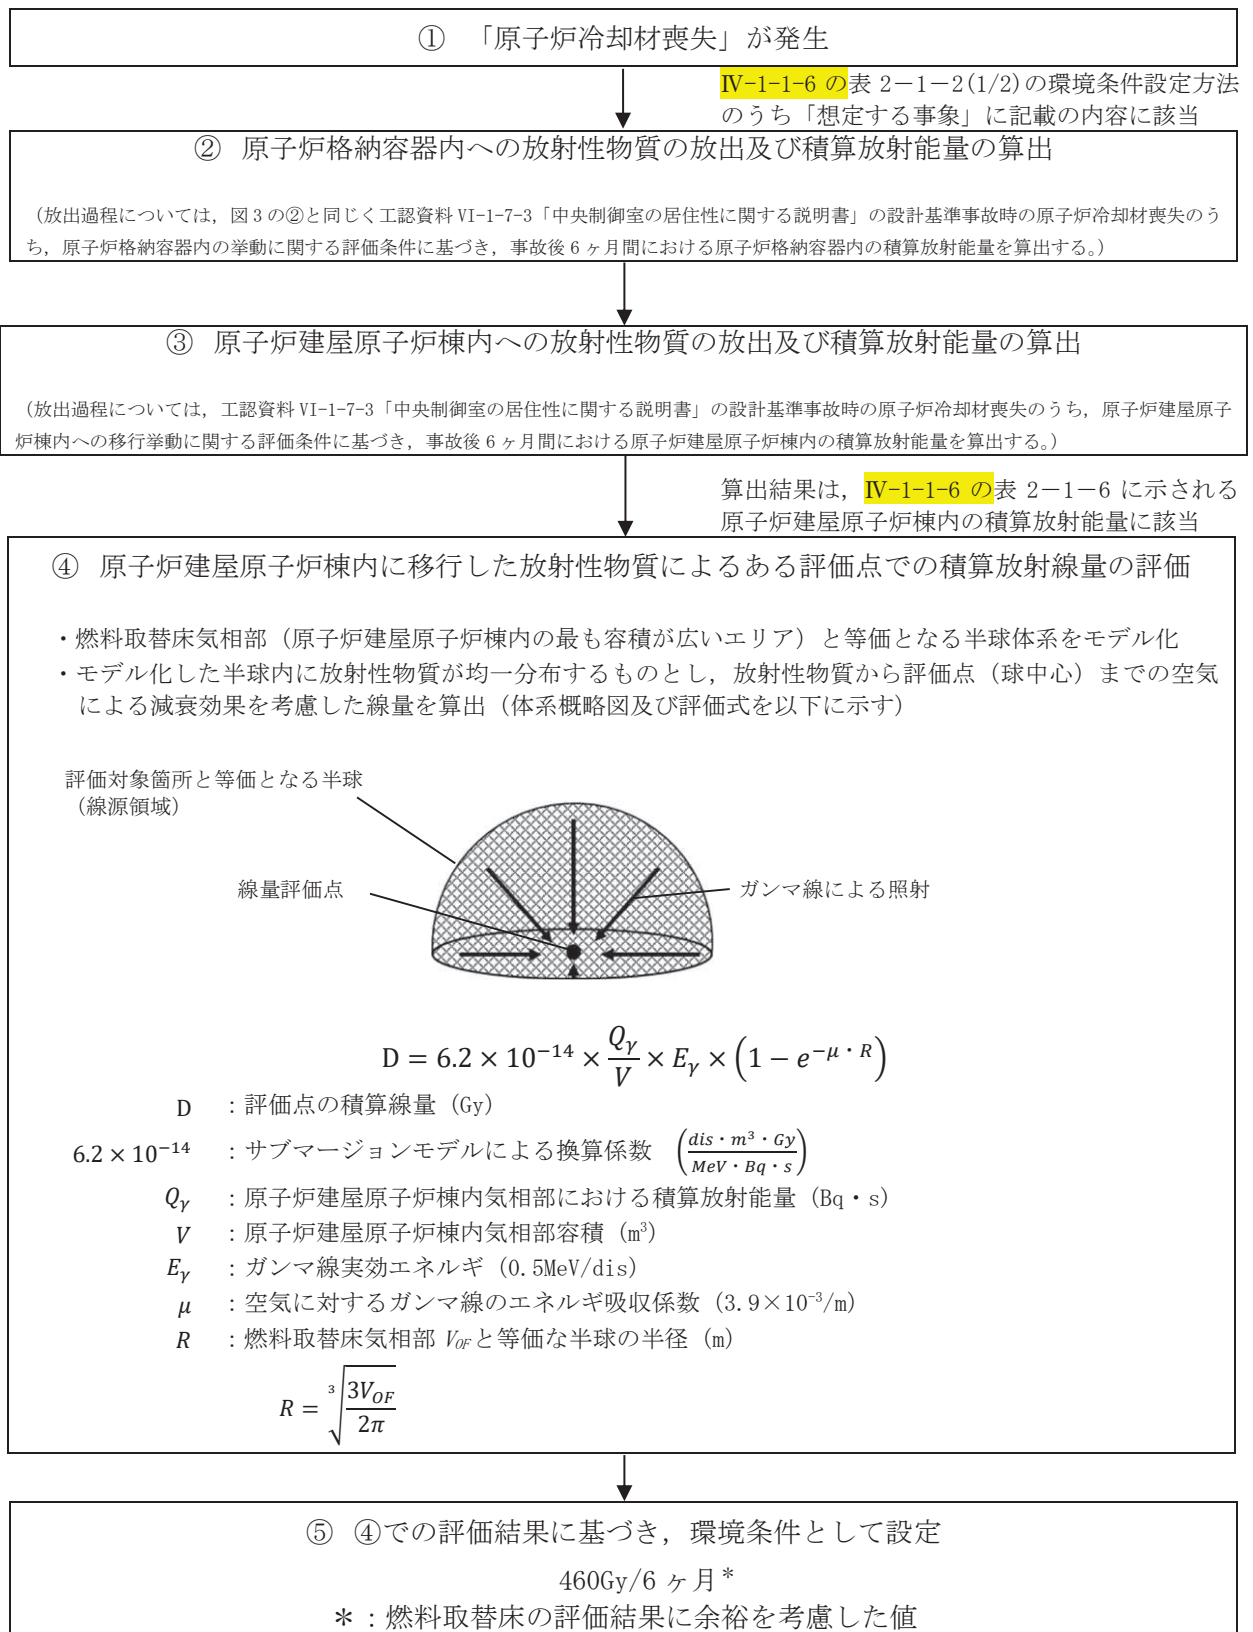 ① 「原子炉冷却材喪失」が発生
Ⅳ-1-1-6 の表 2－1－2(1/2)の環境条件設定方法
のうち「想定する事象」に記載の内容に該当
② 原子炉格納容器内への放射性物質の放出及び積算放射能量の算出
（放出過程については，図 3 の②と同じく工認資料 VI-1-7-3「中央制御室の居住性に関する説明書」の設計基準事故時の原子炉冷却材喪失のう
ち，原子炉格納容器内の挙動に関する評価条件に基づき，事故後 6 ヶ月間における原子炉格納容器内の積算放射能量を算出する。）
③ 原子炉建屋原子炉棟内への放射性物質の放出及び積算放射能量の算出
（放出過程については，工認資料 VI-1-7-3「中央制御室の居住性に関する説明書」の設計基準事故時の原子炉冷却材喪失のうち，原子炉建屋原子
炉棟内への移行挙動に関する評価条件に基づき，事故後 6 ヶ月間における原子炉建屋原子炉棟内の積算放射能量を算出する。）
算出結果は，Ⅳ-1-1-6 の表 2－1－6 に示される
原子炉建屋原子炉棟内の積算放射能量に該当
④ 原子炉建屋原子炉棟内に移行した放射性物質によるある評価点での積算放射線量の評価
・燃料取替床気相部（原子炉建屋原子炉棟内の最も容積が広いエリア）と等価となる半球体系をモデル化
・モデル化した半球内に放射性物質が均一分布するものとし，放射性物質から評価点（球中心）までの空気
による減衰効果を考慮した線量を算出（体系概略図及び評価式を以下に示す）
評価対象箇所と等価となる半球
（線源領域）
線量評価点
ガンマ線による照射
D = 6.2 × 10⁻¹⁴ × Qᵧ/V × Eᵧ × (1 − e^(−μ・R))
D ：評価点の積算線量（Gy）
6.2 × 10⁻¹⁴ ：サブマージョンモデルによる換算係数 (dis・m³・Gy/MeV・Bq・s)
Qᵧ ：原子炉建屋原子炉棟内気相部における積算放射能量（Bq・s）
V ：原子炉建屋原子炉棟内気相部容積（m³）
Eᵧ ：ガンマ線実効エネルギ（0.5MeV/dis）
μ ：空気に対するガンマ線のエネルギ吸収係数（3.9×10⁻³/m）
R ：燃料取替床気相部 V_OF と等価な半球の半径（m）
R = ∛(3V_OF/2π)
⑤ ④での評価結果に基づき，環境条件として設定
460Gy/6 ヶ月＊
＊：燃料取替床の評価結果に余裕を考慮した値